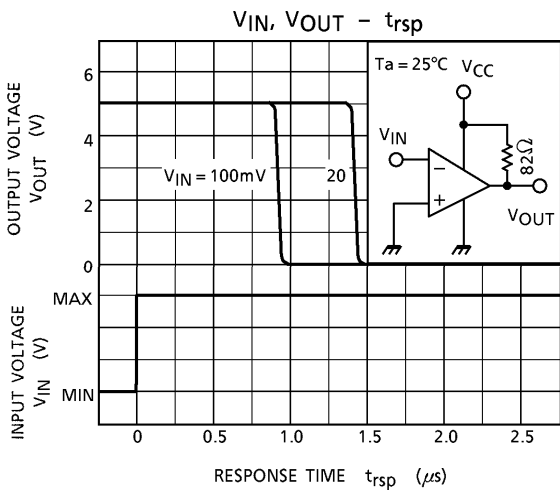 VIN, VOUT – trsp
OUTPUT VOLTAGE
VOUT (V)
6
4
2
0
VIN = 100mV
20
Ta = 25°C
VCC
VIN
−
+
82Ω
VOUT
INPUT VOLTAGE
VIN (V)
MAX
MIN
0
0.5
1.0
1.5
2.0
2.5
RESPONSE TIME trsp (μs)